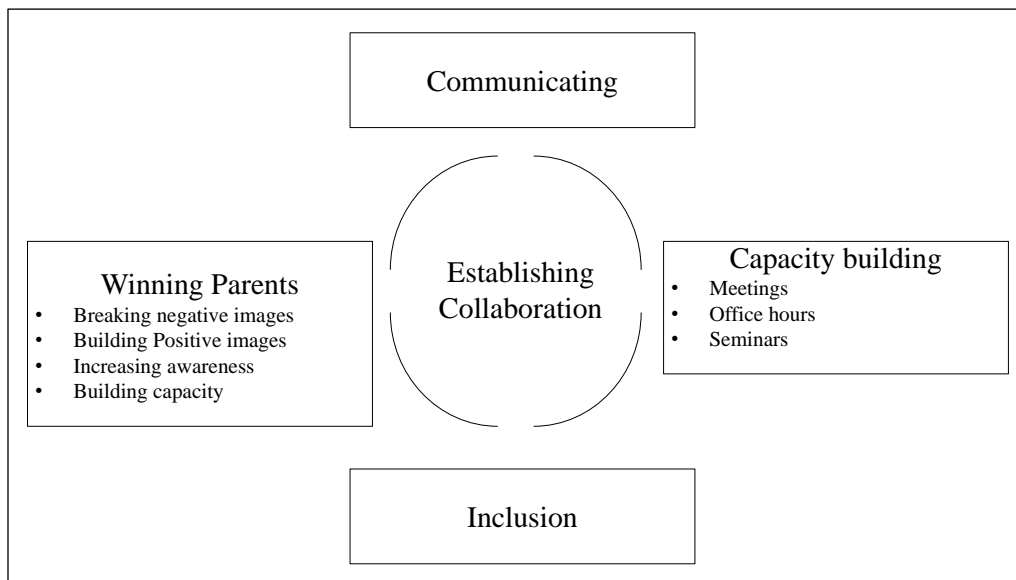 Communicating
Winning Parents
• Breaking negative images
• Building Positive images
• Increasing awareness
• Building capacity
Establishing
Collaboration
Capacity building
• Meetings
• Office hours
• Seminars
Inclusion